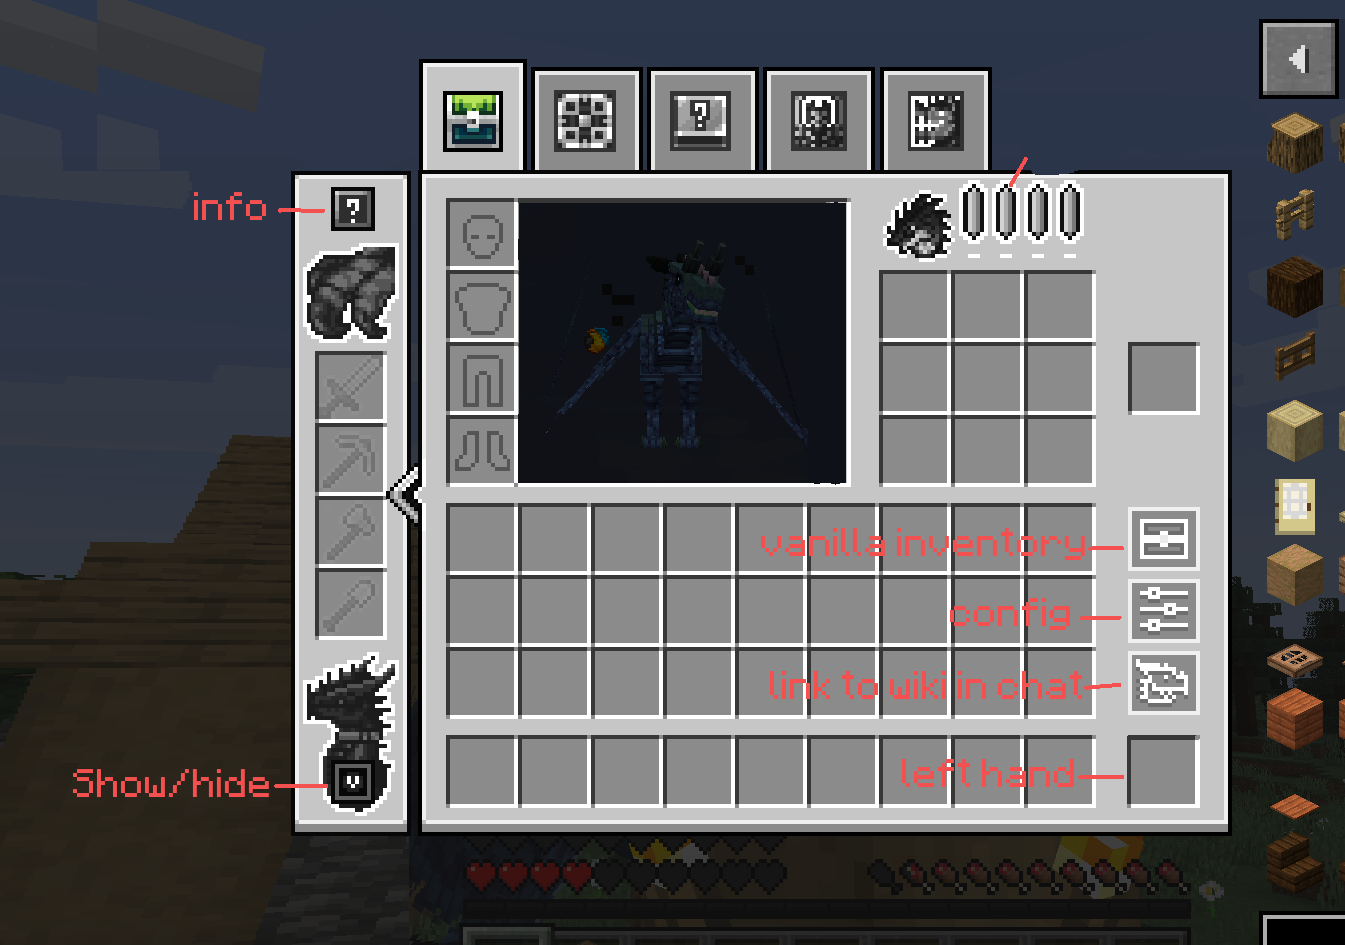 ?
info
?
vanilla inventory
config
link to wiki in chat
left hand
Show/hide